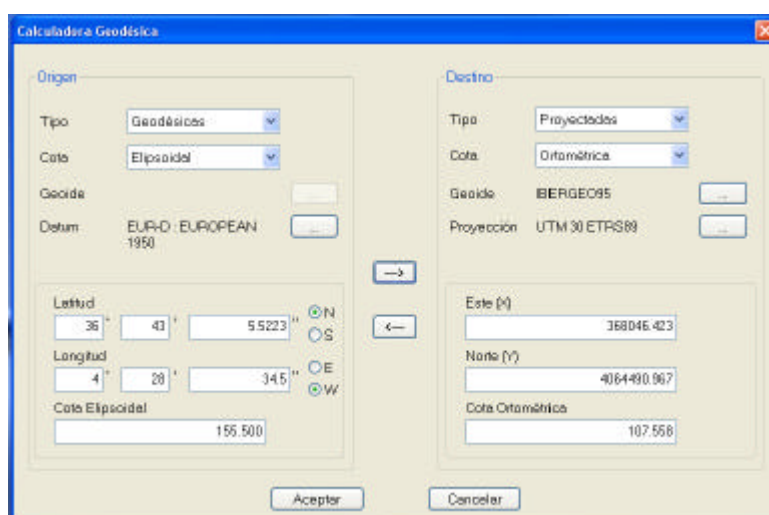 Calculadora Geodésica
Origen
Tipo Geodésicas
Cota Elipsoidal
Geoide ...
Datum EUR-D : EUROPEAN 1950 ...
Latitud
36 ° 43 ' 5.5223 '' N S
Longitud
4 ° 28 ' 34.5 '' E W
Cota Elipsoidal
155.500
-->
<--
Destino
Tipo Proyectadas
Cota Ortométrica
Geoide IBERGEO95 ...
Proyección UTM 30 ETRS89 ...
Este (X)
368046.423
Norte (Y)
4064490.967
Cota Ortométrica
107.558
Aceptar
Cancelar